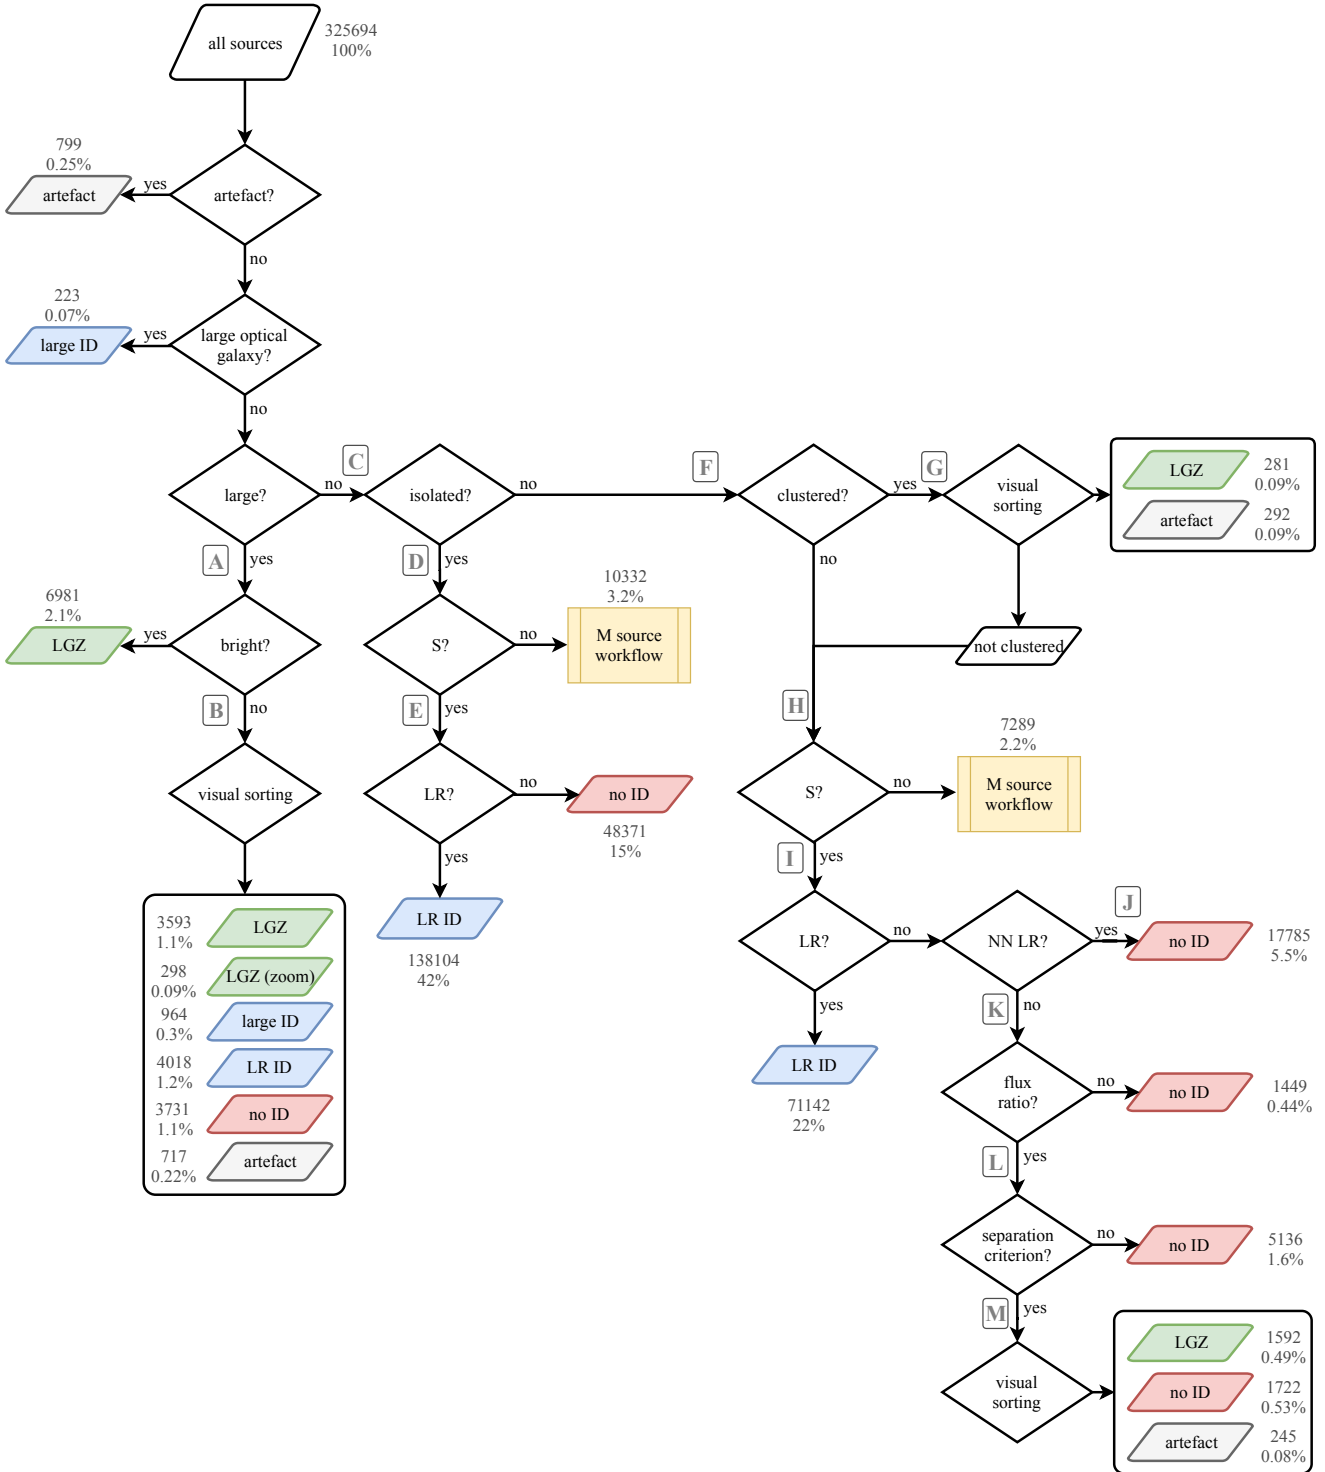 all sources
325694
100%
799
0.25%
artefact
yes
artefact?
no
223
0.07%
large ID
yes
large optical
galaxy?
no
large?
no
C
isolated?
no
F
clustered?
yes
G
visual
sorting
LGZ
281
0.09%
artefact
292
0.09%
A
yes
D
yes
no
6981
2.1%
LGZ
yes
bright?
S?
no
10332
3.2%
M source
workflow
not clustered
B
no
E
yes
H
visual sorting
LR?
no
no ID
48371
15%
S?
no
7289
2.2%
M source
workflow
yes
I
yes
3593
1.1%
LGZ
298
0.09%
LGZ (zoom)
964
0.3%
large ID
4018
1.2%
LR ID
3731
1.1%
no ID
717
0.22%
artefact
LR ID
138104
42%
LR?
no
NN LR?
yes
J
no ID
17785
5.5%
yes
K
no
LR ID
71142
22%
flux
ratio?
no
no ID
1449
0.44%
L
yes
separation
criterion?
no
no ID
5136
1.6%
M
yes
visual
sorting
LGZ
1592
0.49%
no ID
1722
0.53%
artefact
245
0.08%